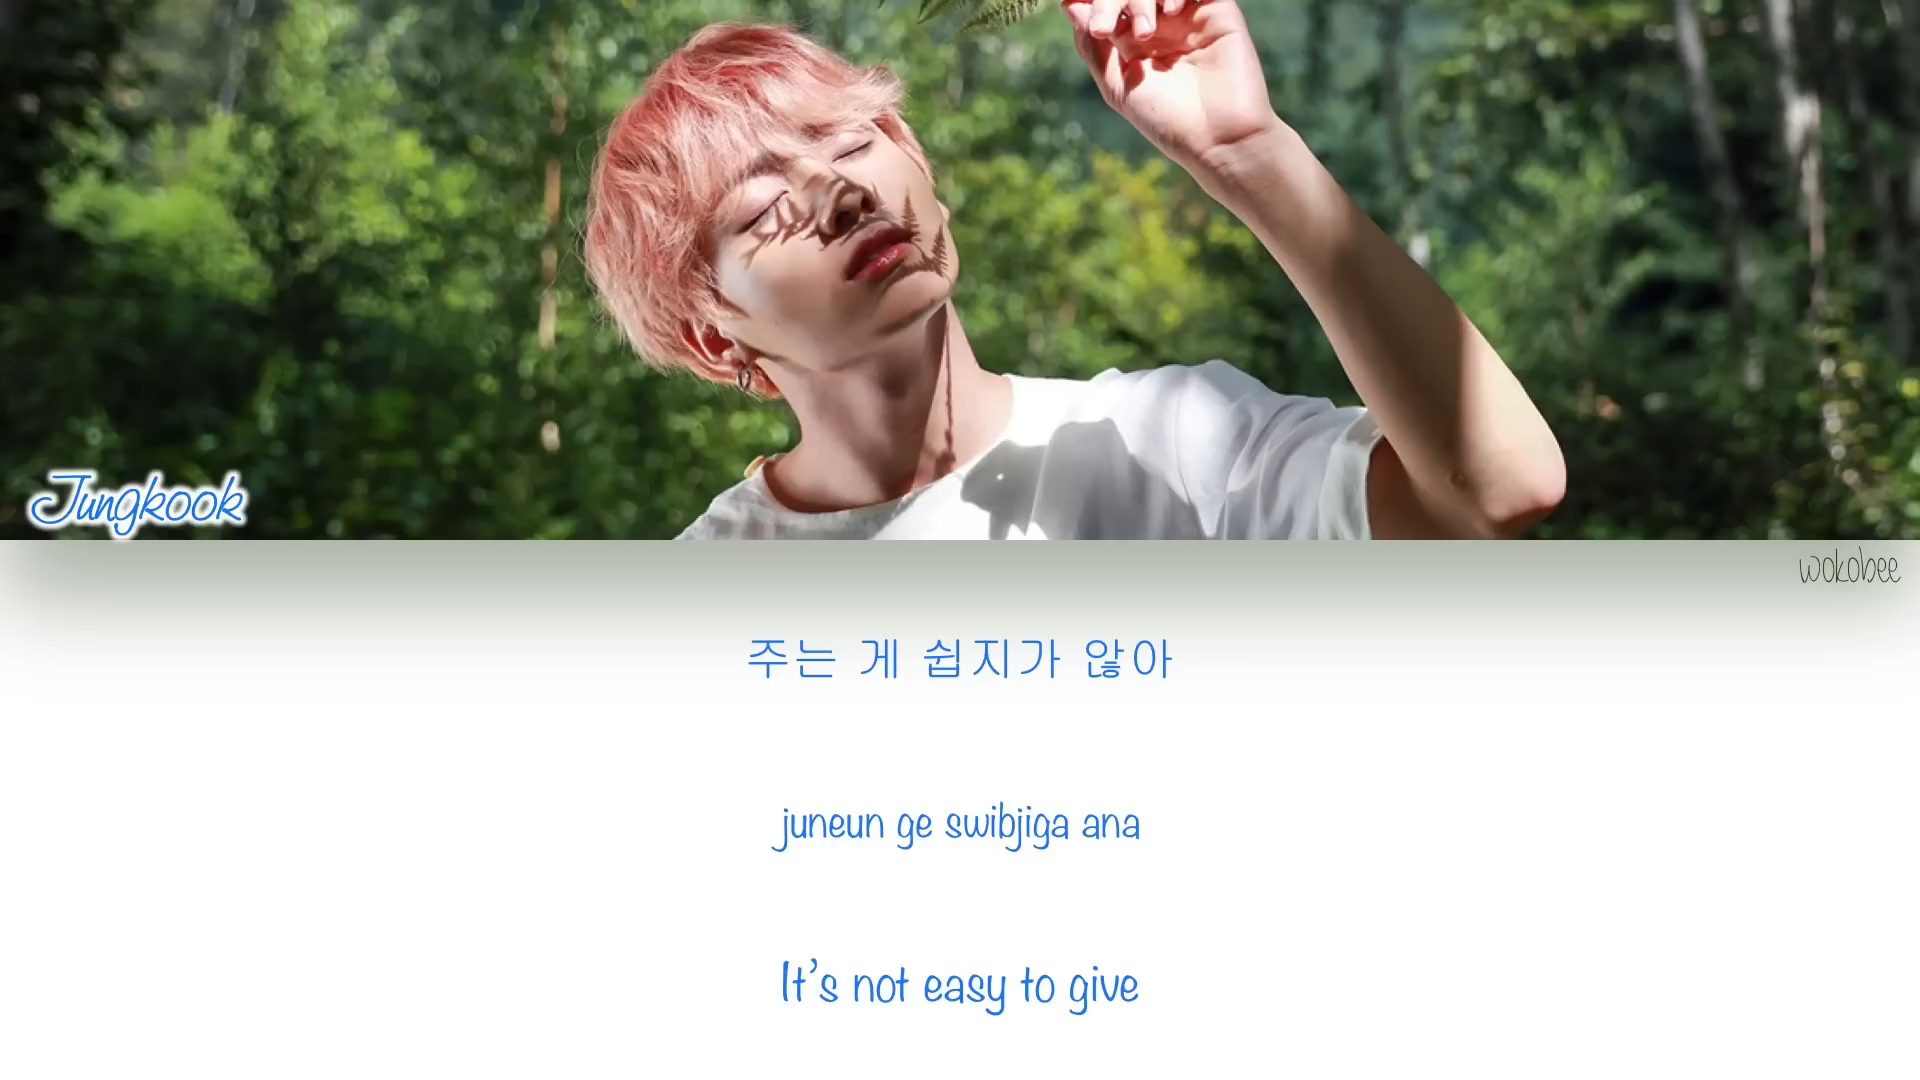 Jungkook
wokobee
주는 게 쉽지가 않아
juneun ge swibjiga ana
It's not easy to give